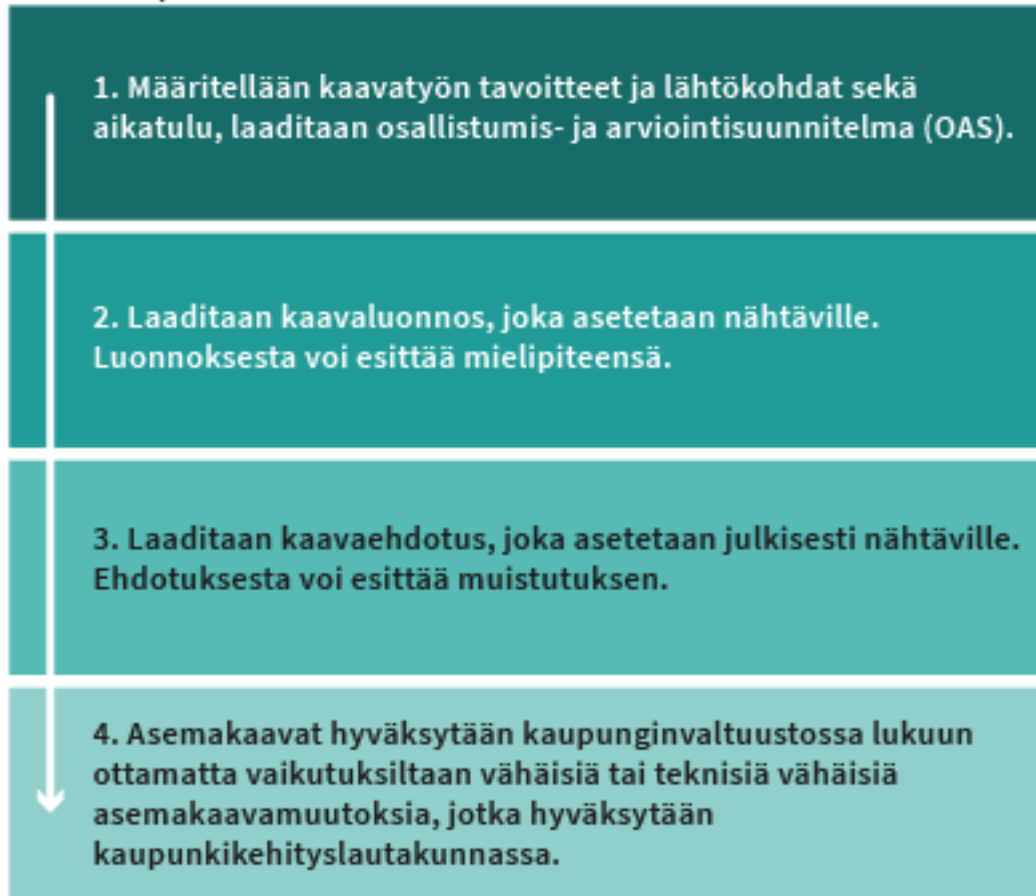 1. Määritellään kaavatyön tavoitteet ja lähtökohdat sekä
aikatulu, laaditaan osallistumis- ja arviointisuunnitelma (OAS).
2. Laaditaan kaavaluonnos, joka asetetaan nähtäville.
Luonnoksesta voi esittää mielipiteensä.
3. Laaditaan kaavaehdotus, joka asetetaan julkisesti nähtäville.
Ehdotuksesta voi esittää muistutuksen.
4. Asemakaavat hyväksytään kaupunginvaltuustossa lukuun
ottamatta vaikutuksiltaan vähäisiä tai teknisiä vähäisiä
asemakaavamuutoksia, jotka hyväksytään
kaupunkikehityslautakunnassa.